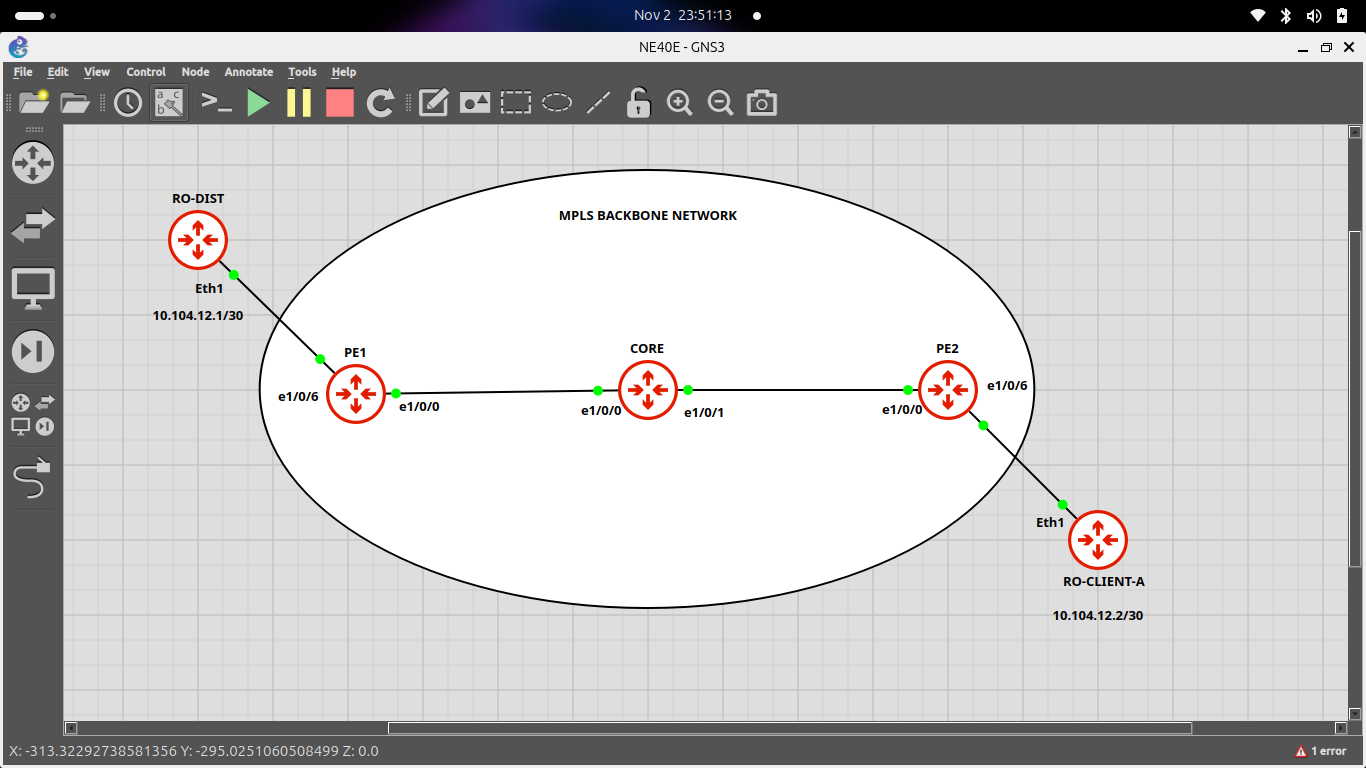 Nov 2 23:51:13
NE40E - GNS3
File Edit View Control Node Annotate Tools Help
a c
b
>_
MPLS BACKBONE NETWORK
RO-DIST
Eth1
10.104.12.1/30
PE1
e1/0/6
e1/0/0
CORE
e1/0/0
e1/0/1
PE2
e1/0/6
e1/0/0
Eth1
RO-CLIENT-A
10.104.12.2/30
X: -313.32292738581356 Y: -295.0251060508499 Z: 0.0
1 error